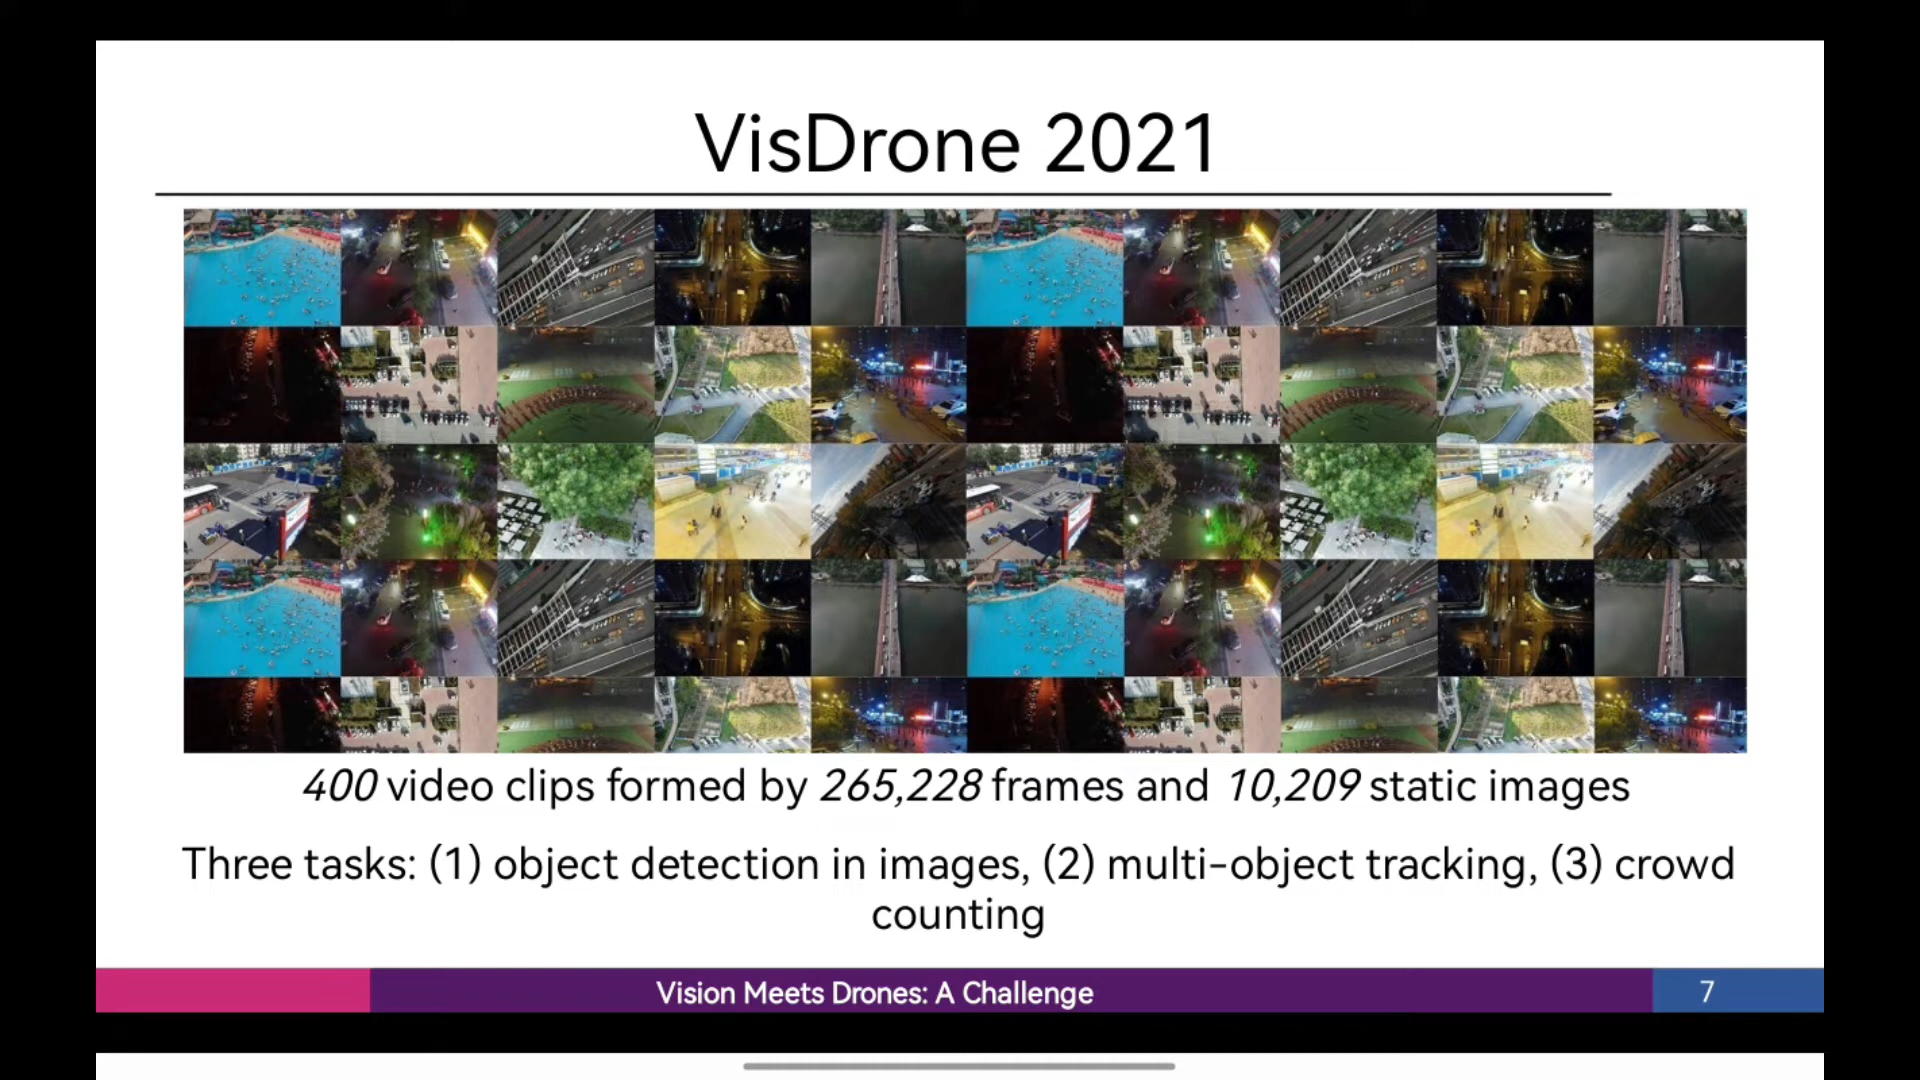 VisDrone 2021
400 video clips formed by 265,228 frames and 10,209 static images
Three tasks: (1) object detection in images, (2) multi-object tracking, (3) crowd
counting
Vision Meets Drones: A Challenge
7